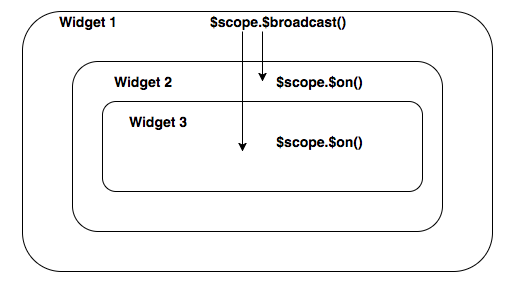 Widget 1 $scope.$broadcast()
Widget 2 $scope.$on()
Widget 3
$scope.$on()